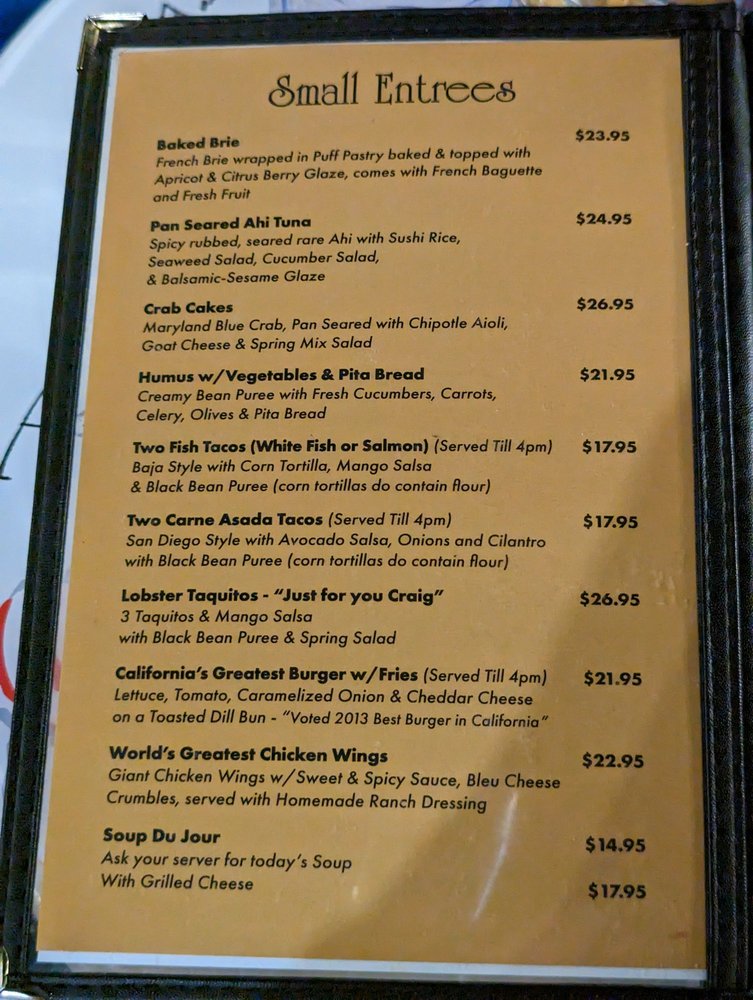 Small Entrees
Baked Brie $23.95
French Brie wrapped in Puff Pastry baked & topped with
Apricot & Citrus Berry Glaze, comes with French Baguette
and Fresh Fruit
Pan Seared Ahi Tuna $24.95
Spicy rubbed, seared rare Ahi with Sushi Rice,
Seaweed Salad, Cucumber Salad,
& Balsamic-Sesame Glaze
Crab Cakes $26.95
Maryland Blue Crab, Pan Seared with Chipotle Aioli,
Goat Cheese & Spring Mix Salad
Humus w/Vegetables & Pita Bread $21.95
Creamy Bean Puree with Fresh Cucumbers, Carrots,
Celery, Olives & Pita Bread
Two Fish Tacos (White Fish or Salmon) (Served Till 4pm) $17.95
Baja Style with Corn Tortilla, Mango Salsa
& Black Bean Puree (corn tortillas do contain flour)
Two Carne Asada Tacos (Served Till 4pm) $17.95
San Diego Style with Avocado Salsa, Onions and Cilantro
with Black Bean Puree (corn tortillas do contain flour)
Lobster Taquitos - "Just for you Craig" $26.95
3 Taquitos & Mango Salsa
with Black Bean Puree & Spring Salad
California's Greatest Burger w/Fries (Served Till 4pm) $21.95
Lettuce, Tomato, Caramelized Onion & Cheddar Cheese
on a Toasted Dill Bun - "Voted 2013 Best Burger in California"
World's Greatest Chicken Wings $22.95
Giant Chicken Wings w/Sweet & Spicy Sauce, Bleu Cheese
Crumbles, served with Homemade Ranch Dressing
Soup Du Jour $14.95
Ask your server for today's Soup
With Grilled Cheese $17.95